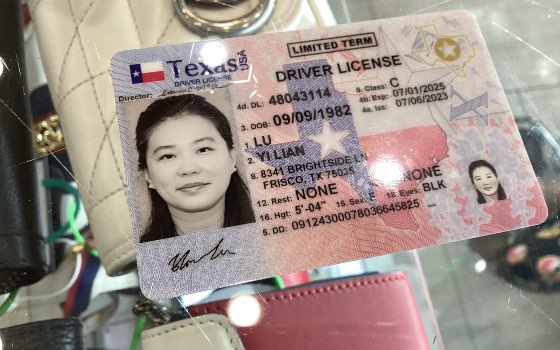 LIMITED TERM
Texas USA
DRIVER LICENSE
DRIVER LICENSE
Director:
4d. DL: 48043114
9. Class: C
3. DOB: 09/09/1982
4b. Exp: 07/01/2025
4a. Iss: 07/06/2023
1. LU
2. YI LIAN
8. 8341 BRIGHTSIDE LN
FRISCO, TX 75035
12. Rest: NONE
NONE
16. Hgt: 5'-04"
15. Sex
18. Eyes: BLK
5. DD: 09124300078036645825